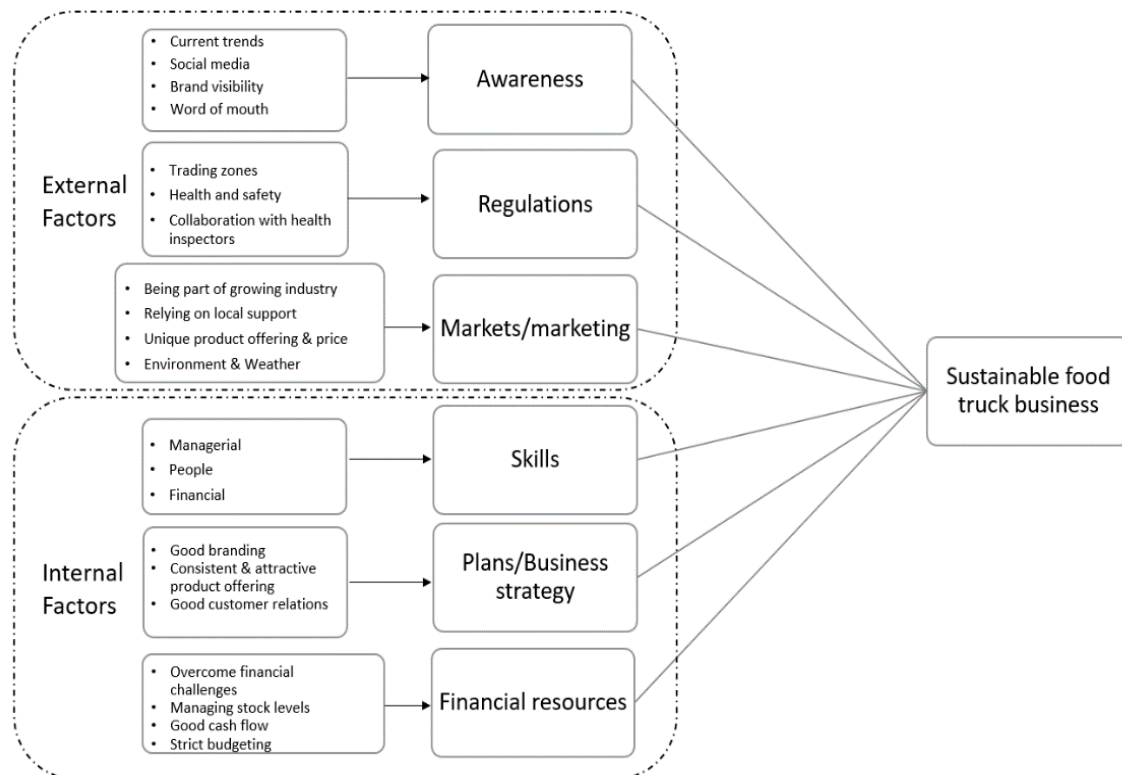 • Current trends
• Social media
• Brand visibility
• Word of mouth
Awareness
External
Factors
• Trading zones
• Health and safety
• Collaboration with health
inspectors
Regulations
• Being part of growing industry
• Relying on local support
• Unique product offering & price
• Environment & Weather
Markets/marketing
Sustainable food
truck business
• Managerial
• People
• Financial
Skills
Internal
Factors
• Good branding
• Consistent & attractive
product offering
• Good customer relations
Plans/Business
strategy
• Overcome financial
challenges
• Managing stock levels
• Good cash flow
• Strict budgeting
Financial resources